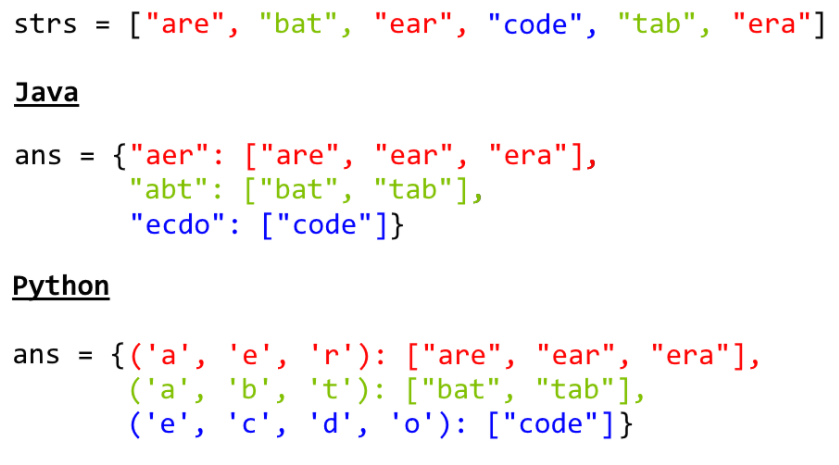 strs = ["are", "bat", "ear", "code", "tab", "era"]
Java
ans = {"aer": ["are", "ear", "era"],
"abt": ["bat", "tab"],
"ecdo": ["code"]}
Python
ans = {('a', 'e', 'r'): ["are", "ear", "era"],
('a', 'b', 't'): ["bat", "tab"],
('e', 'c', 'd', 'o'): ["code"]}